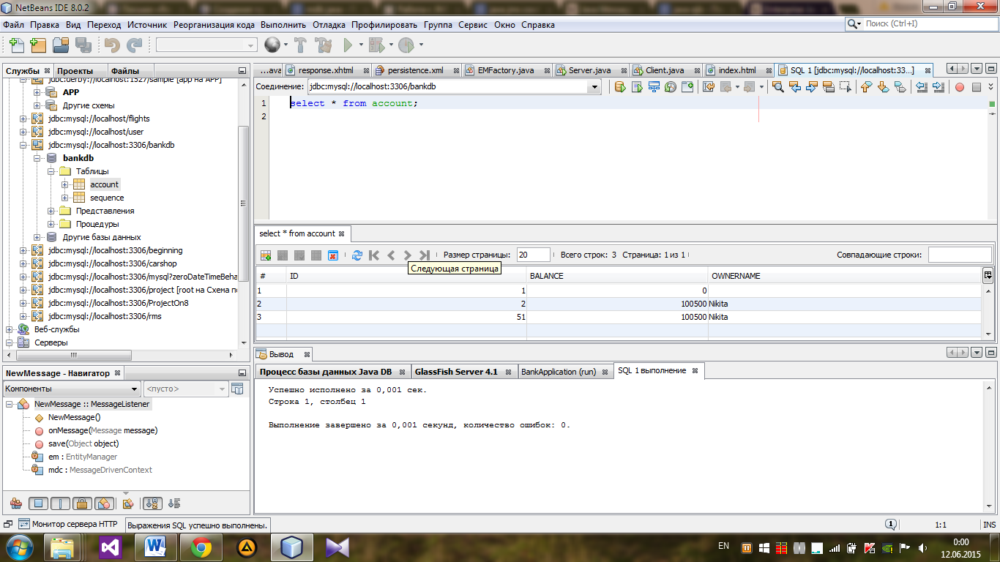 NetBeans IDE 8.0.2
Файл Правка Вид Переход Источник Реорганизация кода Выполнить Отладка Профилировать Группа Сервис Окно Справка
Поиск (Ctrl+I)
Службы Проекты Файлы
jdbc:derby://localhost:1527/sample [app на APP]
APP
Другие схемы
jdbc:mysql://localhost/flights
jdbc:mysql://localhost/user
jdbc:mysql://localhost:3306/bankdb
bankdb
Таблицы
account
sequence
Представления
Процедуры
Другие базы данных
jdbc:mysql://localhost:3306/beginning
jdbc:mysql://localhost:3306/carshop
jdbc:mysql://localhost:3306/mysql?zeroDateTimeBeha
jdbc:mysql://localhost:3306/project [root на Схема по
jdbc:mysql://localhost:3306/ProjectOn8
jdbc:mysql://localhost:3306/rms
Веб-службы
Серверы
NewMessage - Навигатор
Компоненты <пусто>
NewMessage :: MessageListener
NewMessage()
onMessage(Message message)
save(Object object)
em : EntityManager
mdc : MessageDrivenContext
...ava response.xhtml persistence.xml EMFactory.java Server.java Client.java index.html SQL 1 [jdbc:mysql://localhost:33...]
Соединение: jdbc:mysql://localhost:3306/bankdb
1 select * from account;
2
select * from account
Размер страницы: 20 Всего строк: 3 Страница: 1 из 1 Совпадающие строки:
Следующая страница
# ID BALANCE OWNERNAME
1 1 0
2 2 100500 Nikita
3 51 100500 Nikita
Вывод
Процесс базы данных Java DB GlassFish Server 4.1 BankApplication (run) SQL 1 выполнение
Успешно исполнено за 0,001 сек.
Строка 1, столбец 1
Выполнение завершено за 0,001 секунд, количество ошибок: 0.
Монитор сервера HTTP Выражения SQL успешно выполнены. 1 1:1 INS
EN 0:00
12.06.2015